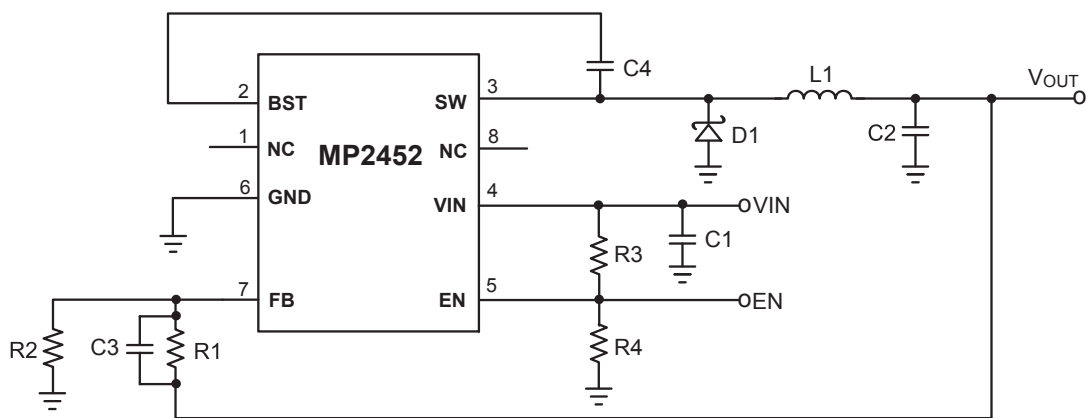 C4
L1
VOUT
2
BST
SW
3
D1
C2
1
NC
MP2452
NC
8
6
GND
VIN
4
VIN
C1
R3
7
FB
EN
5
EN
R2
C3
R1
R4